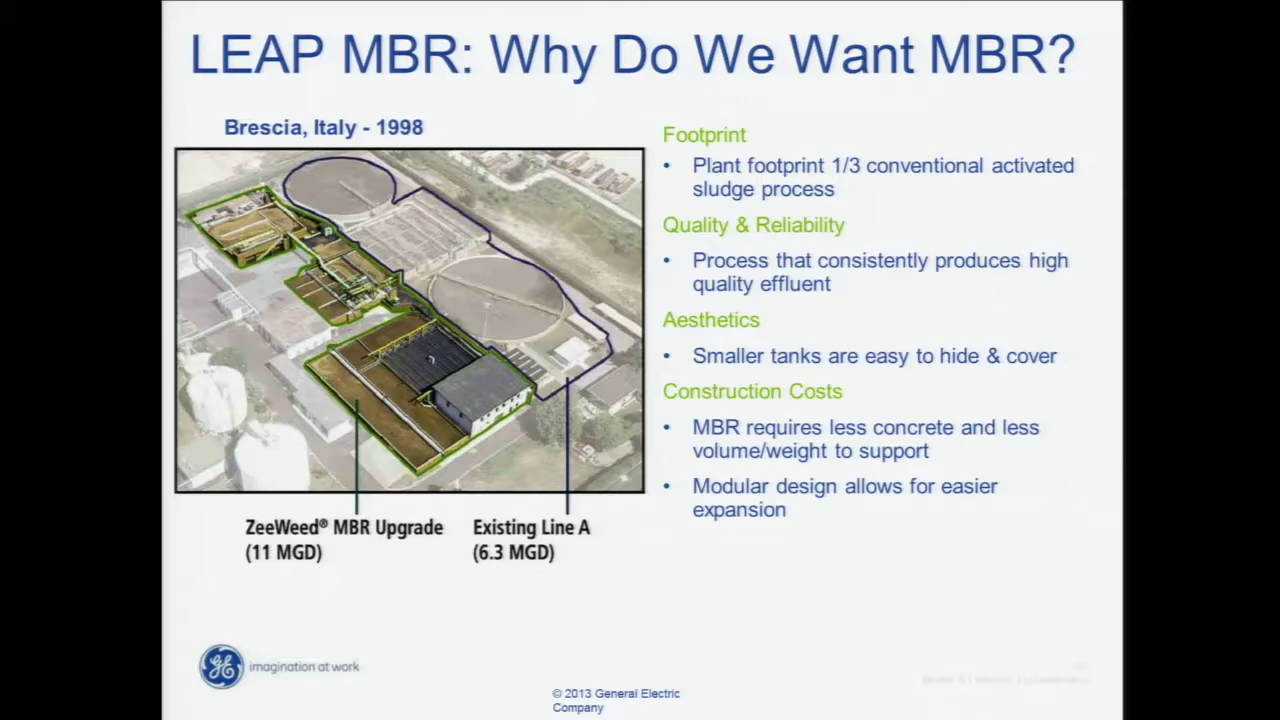 LEAP MBR: Why Do We Want MBR?
Brescia, Italy - 1998
Footprint
• Plant footprint 1/3 conventional activated
sludge process
Quality & Reliability
• Process that consistently produces high
quality effluent
Aesthetics
• Smaller tanks are easy to hide & cover
Construction Costs
• MBR requires less concrete and less
volume/weight to support
• Modular design allows for easier
expansion
ZeeWeed® MBR Upgrade
(11 MGD)
Existing Line A
(6.3 MGD)
GE
imagination at work
© 2013 General Electric
Company